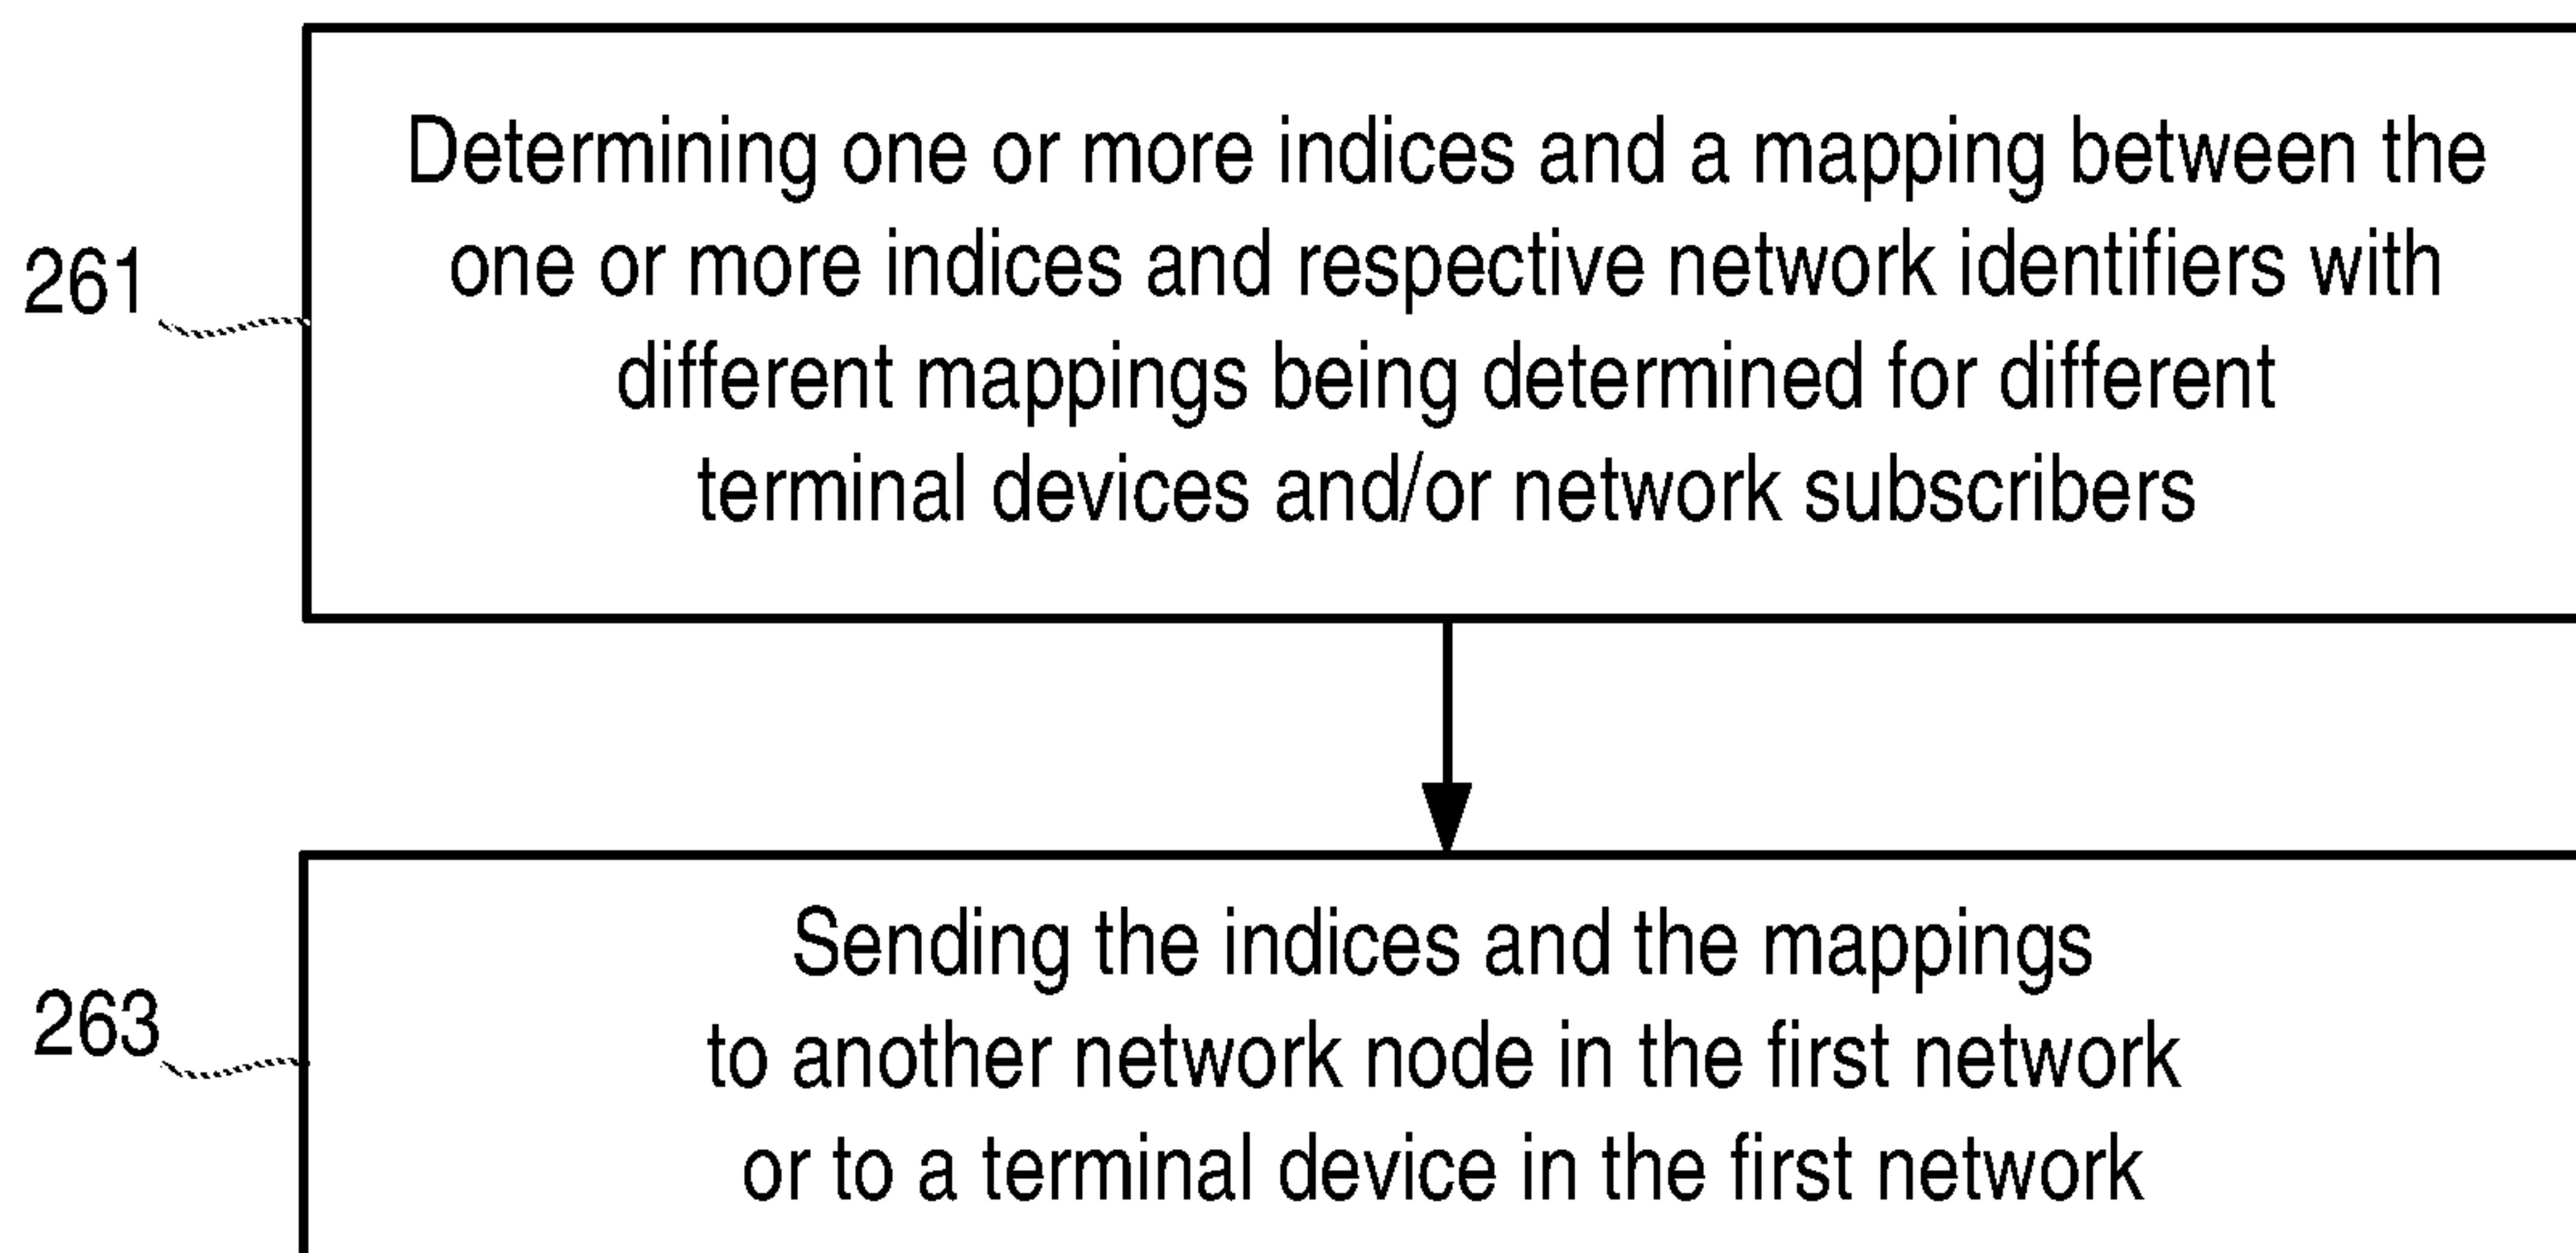 Determining one or more indices and a mapping between the
one or more indices and respective network identifiers with
different mappings being determined for different
terminal devices and/or network subscribers
261
Sending the indices and the mappings
to another network node in the first network
or to a terminal device in the first network
263